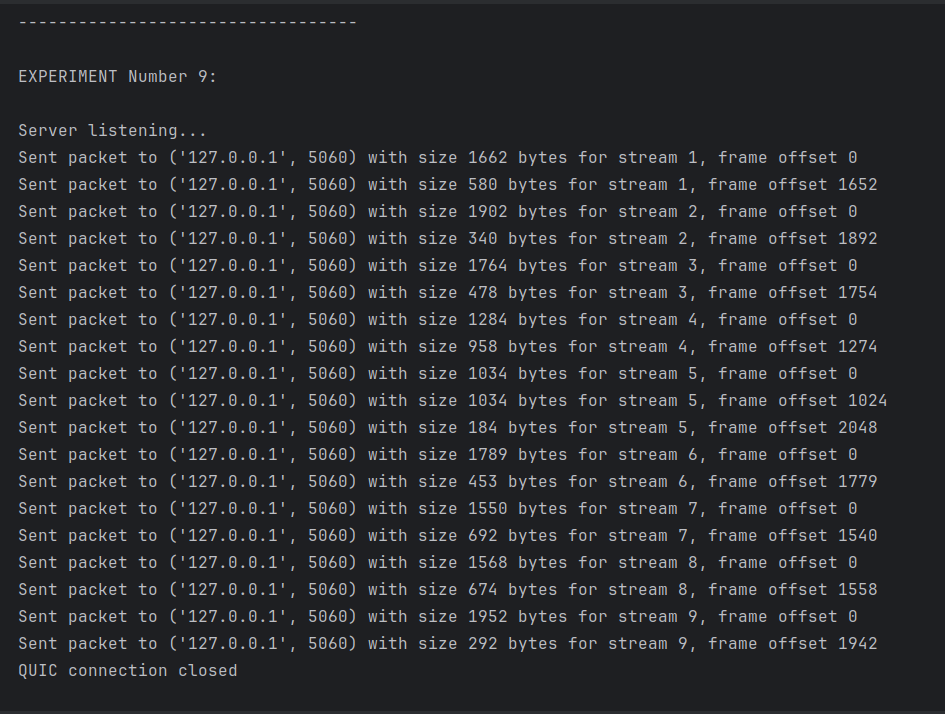 ----------------------------------
EXPERIMENT Number 9:
Server listening...
Sent packet to ('127.0.0.1', 5060) with size 1662 bytes for stream 1, frame offset 0
Sent packet to ('127.0.0.1', 5060) with size 580 bytes for stream 1, frame offset 1652
Sent packet to ('127.0.0.1', 5060) with size 1902 bytes for stream 2, frame offset 0
Sent packet to ('127.0.0.1', 5060) with size 340 bytes for stream 2, frame offset 1892
Sent packet to ('127.0.0.1', 5060) with size 1764 bytes for stream 3, frame offset 0
Sent packet to ('127.0.0.1', 5060) with size 478 bytes for stream 3, frame offset 1754
Sent packet to ('127.0.0.1', 5060) with size 1284 bytes for stream 4, frame offset 0
Sent packet to ('127.0.0.1', 5060) with size 958 bytes for stream 4, frame offset 1274
Sent packet to ('127.0.0.1', 5060) with size 1034 bytes for stream 5, frame offset 0
Sent packet to ('127.0.0.1', 5060) with size 1034 bytes for stream 5, frame offset 1024
Sent packet to ('127.0.0.1', 5060) with size 184 bytes for stream 5, frame offset 2048
Sent packet to ('127.0.0.1', 5060) with size 1789 bytes for stream 6, frame offset 0
Sent packet to ('127.0.0.1', 5060) with size 453 bytes for stream 6, frame offset 1779
Sent packet to ('127.0.0.1', 5060) with size 1550 bytes for stream 7, frame offset 0
Sent packet to ('127.0.0.1', 5060) with size 692 bytes for stream 7, frame offset 1540
Sent packet to ('127.0.0.1', 5060) with size 1568 bytes for stream 8, frame offset 0
Sent packet to ('127.0.0.1', 5060) with size 674 bytes for stream 8, frame offset 1558
Sent packet to ('127.0.0.1', 5060) with size 1952 bytes for stream 9, frame offset 0
Sent packet to ('127.0.0.1', 5060) with size 292 bytes for stream 9, frame offset 1942
QUIC connection closed